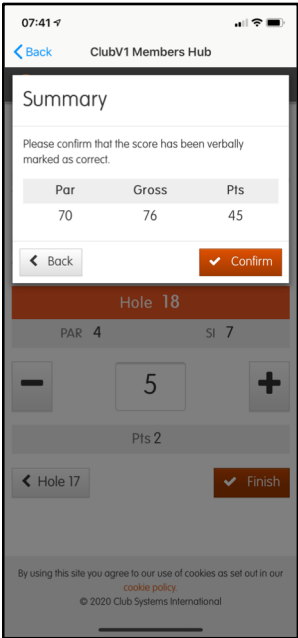 07:41
Back ClubV1 Members Hub
Summary
Please confirm that the score has been verbally
marked as correct.
Par Gross Pts
70 76 45
Back Confirm
Hole 18
PAR 4 SI 7
5
Pts 2
Hole 17 Finish
By using this site you agree to our use of cookies as set out in our
cookie policy.
© 2020 Club Systems International